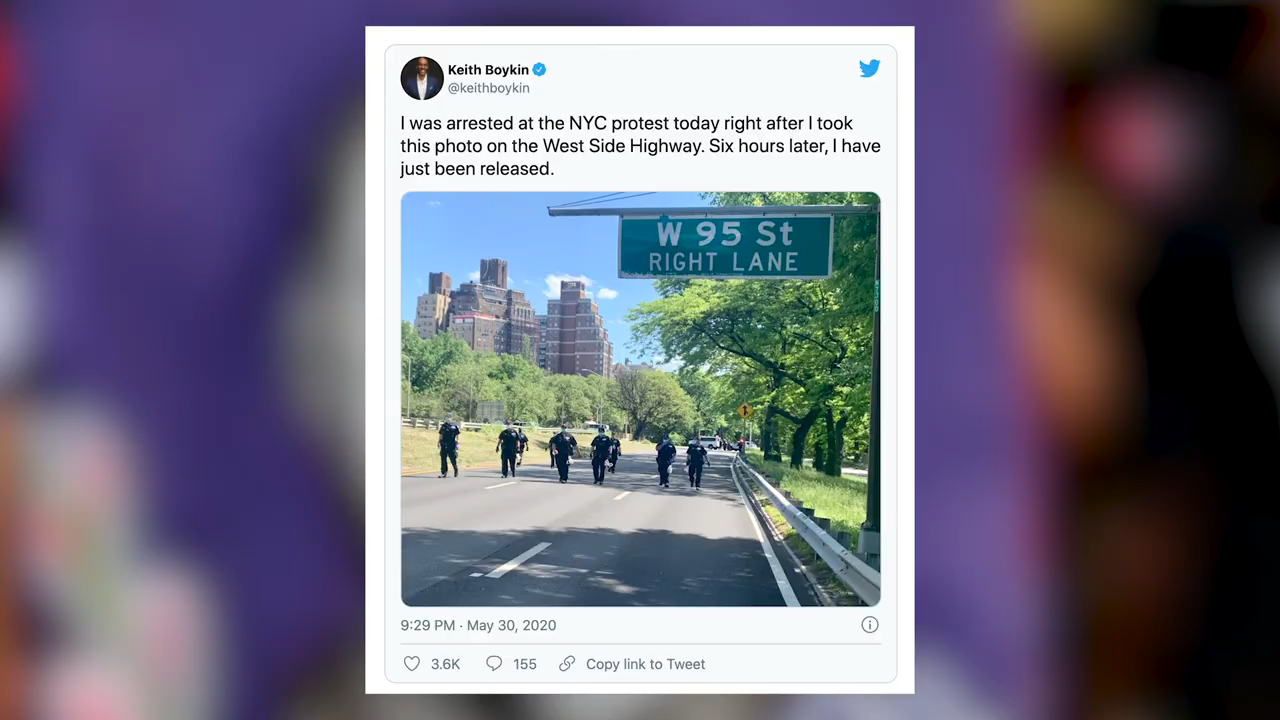 Keith Boykin
@keithboykin
I was arrested at the NYC protest today right after I took
this photo on the West Side Highway. Six hours later, I have
just been released.
W 95 St
RIGHT LANE
9:29 PM · May 30, 2020
3.6K
155
Copy link to Tweet